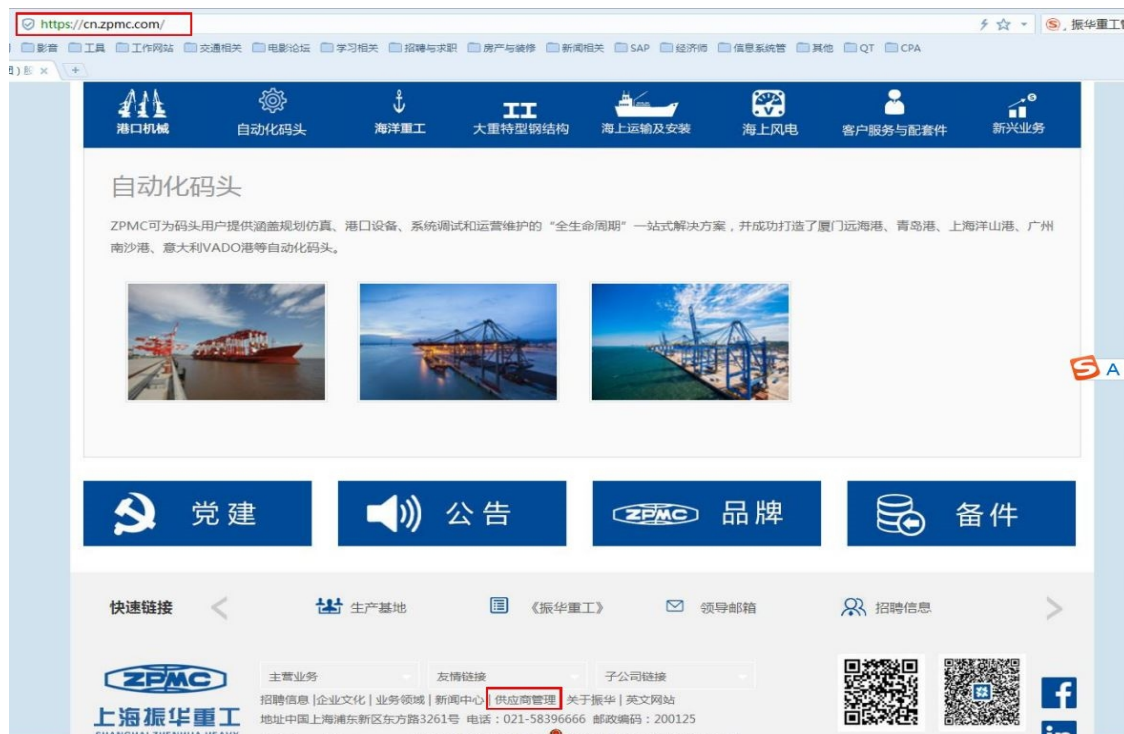 https://cn.zpmc.com/
振华重工
影音 工具 工作网站 交通相关 电影论坛 学习相关 招聘与求职 房产与装修 新闻相关 SAP 经济师 信息系统管 其他 QT CPA
港口机械 自动化码头 海洋重工 大重特型钢结构 海上运输及安装 海上风电 客户服务与配套件 新兴业务
自动化码头
ZPMC可为码头用户提供涵盖规划仿真、港口设备、系统调试和运营维护的“全生命周期”一站式解决方案，并成功打造了厦门远海港、青岛港、上海洋山港、广州
南沙港、意大利VADO港等自动化码头。
A
党建 公告 ZPMC 品牌 备件
快速链接 生产基地 《振华重工》 领导邮箱 招聘信息
ZPMC
主营业务 友情链接 子公司链接
招聘信息 |企业文化 | 业务领域 | 新闻中心 | 供应商管理 | 关于振华 | 英文网站
上海振华重工
地址中国上海浦东新区东方路3261号 电话：021-58396666 邮政编码：200125
SHANGHAI ZHENHUA HEAVY
f
in